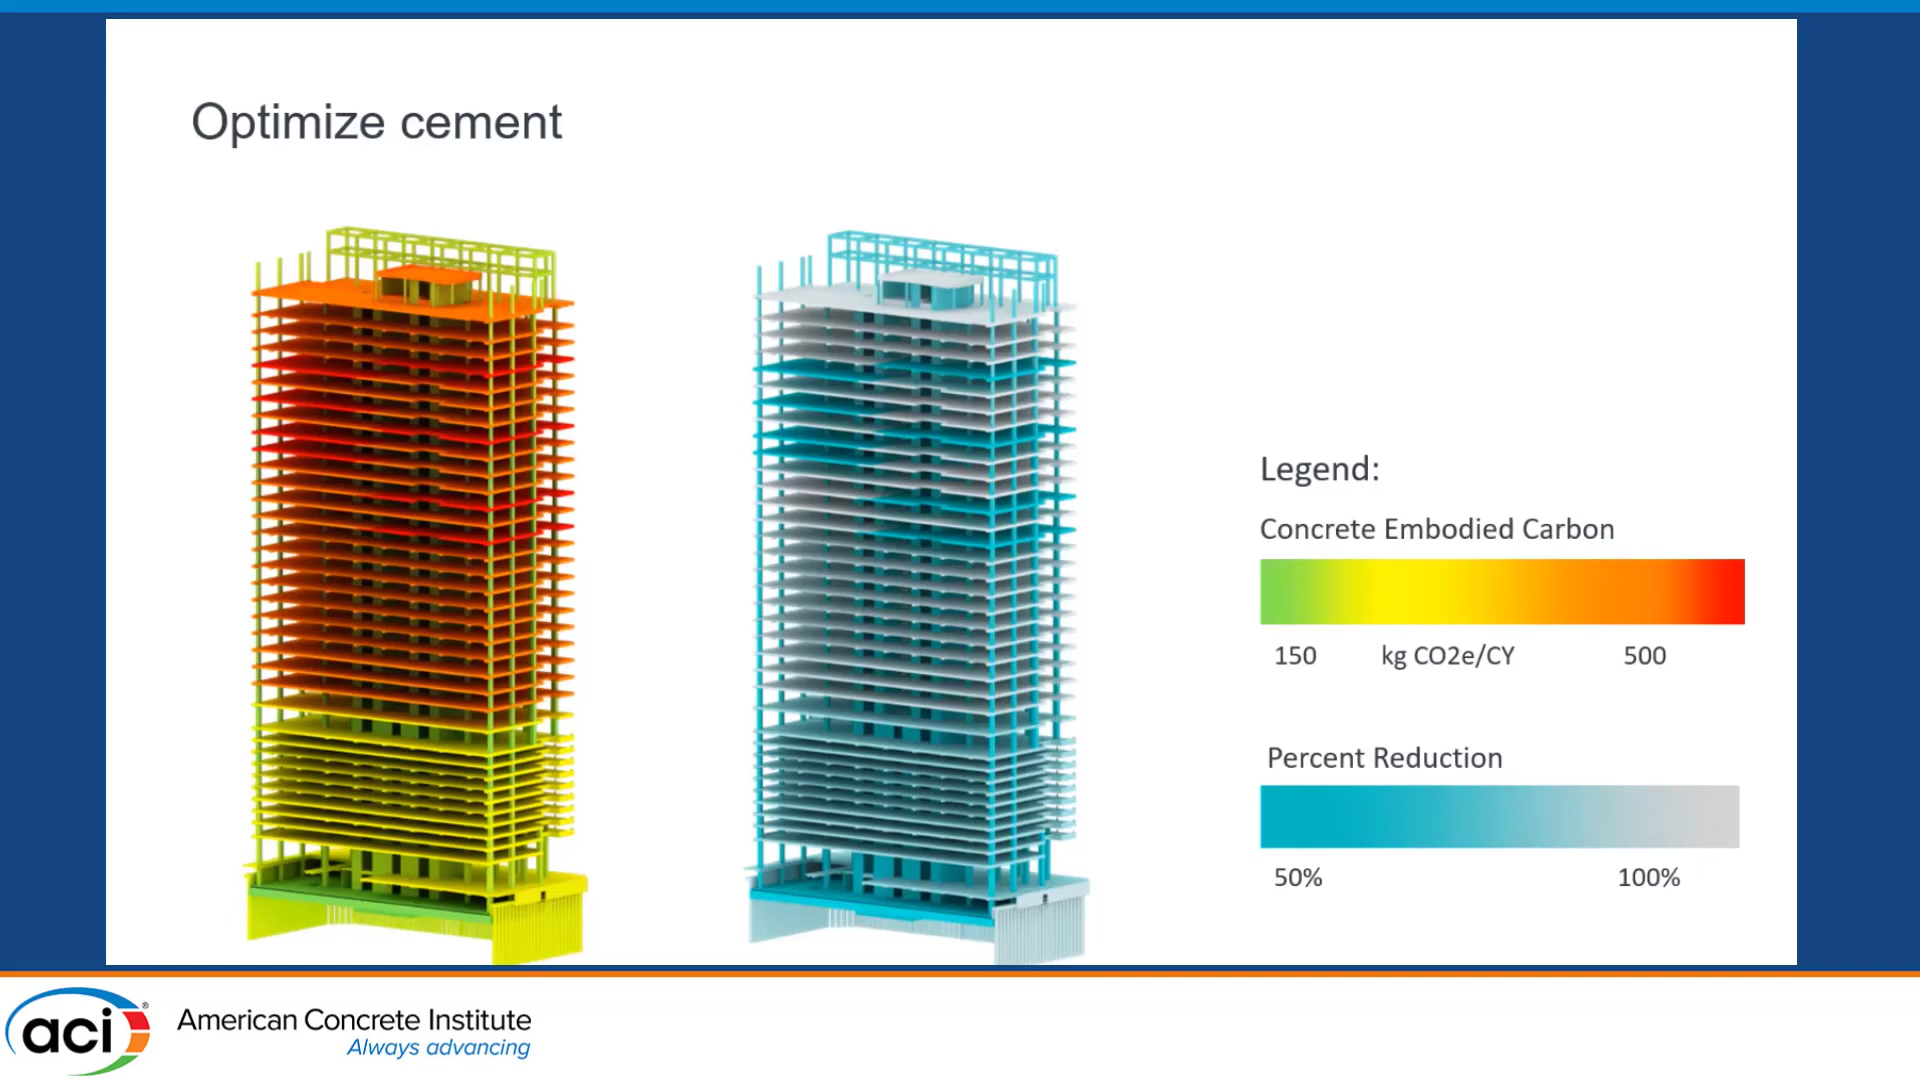 Optimize cement
Legend:
Concrete Embodied Carbon
150 kg CO2e/CY 500
Percent Reduction
50% 100%
aci®
American Concrete Institute
Always advancing